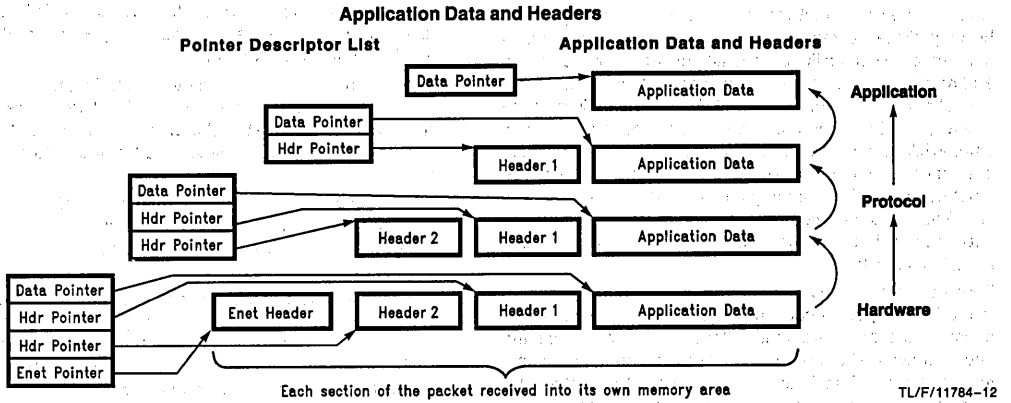 Application Data and Headers
Pointer Descriptor List
Application Data and Headers
Data Pointer
Application Data
Application
Data Pointer
Hdr Pointer
Header 1
Application Data
Data Pointer
Hdr Pointer
Hdr Pointer
Header 2
Header 1
Application Data
Protocol
Data Pointer
Hdr Pointer
Hdr Pointer
Enet Pointer
Enet Header
Header 2
Header 1
Application Data
Hardware
Each section of the packet received into its own memory area
TL/F/11784-12